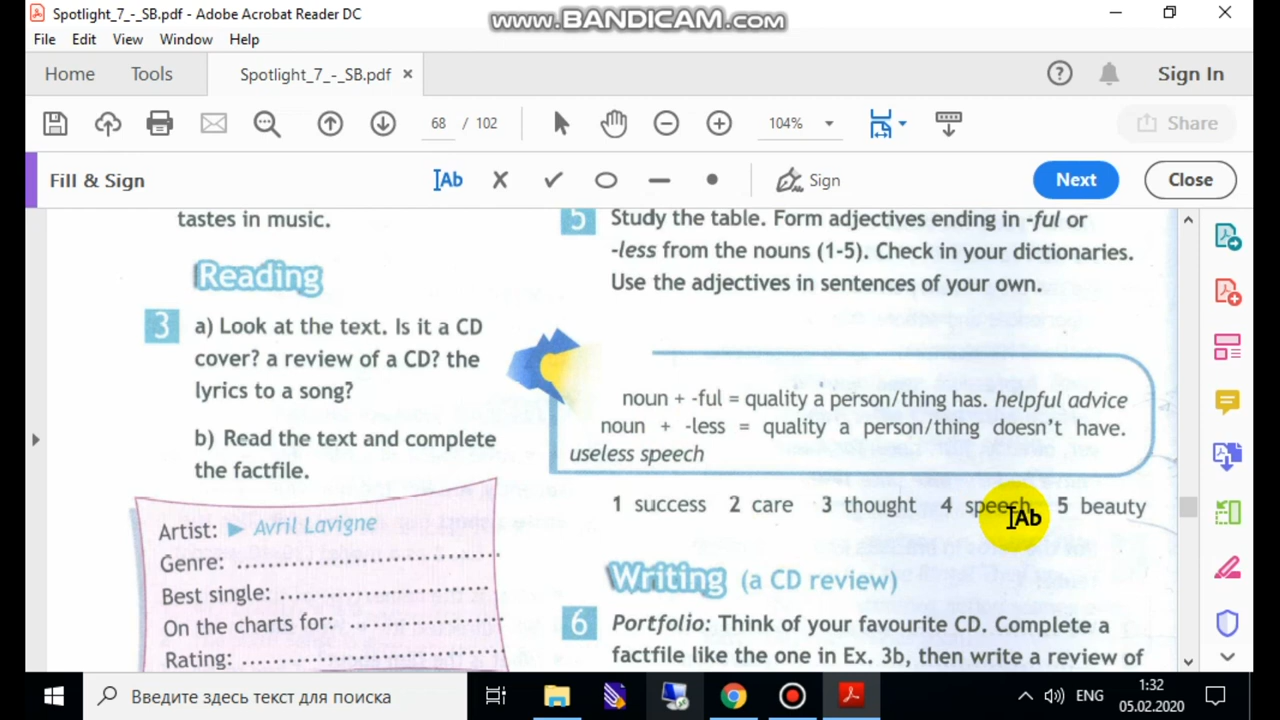 Spotlight_7_-_SB.pdf - Adobe Acrobat Reader DC
www.BANDICAM.com
File Edit View Window Help
Home Tools Spotlight_7_-_SB.pdf × Sign In
68 / 102 104% Share
Fill & Sign Ab Sign Next Close
tastes in music.
Reading
3 a) Look at the text. Is it a CD
cover? a review of a CD? the
lyrics to a song?
b) Read the text and complete
the factfile.
Artist: ► Avril Lavigne
Genre: ................................
Best single: ................................
On the charts for: ....................
Rating: ................................
5 Study the table. Form adjectives ending in -ful or
-less from the nouns (1-5). Check in your dictionaries.
Use the adjectives in sentences of your own.
noun + -ful = quality a person/thing has. helpful advice
noun + -less = quality a person/thing doesn't have.
useless speech
1 success 2 care 3 thought 4 speech 5 beauty
Ab
Writing (a CD review)
6 Portfolio: Think of your favourite CD. Complete a
factfile like the one in Ex. 3b, then write a review of
Введите здесь текст для поиска
ENG 1:32
05.02.2020